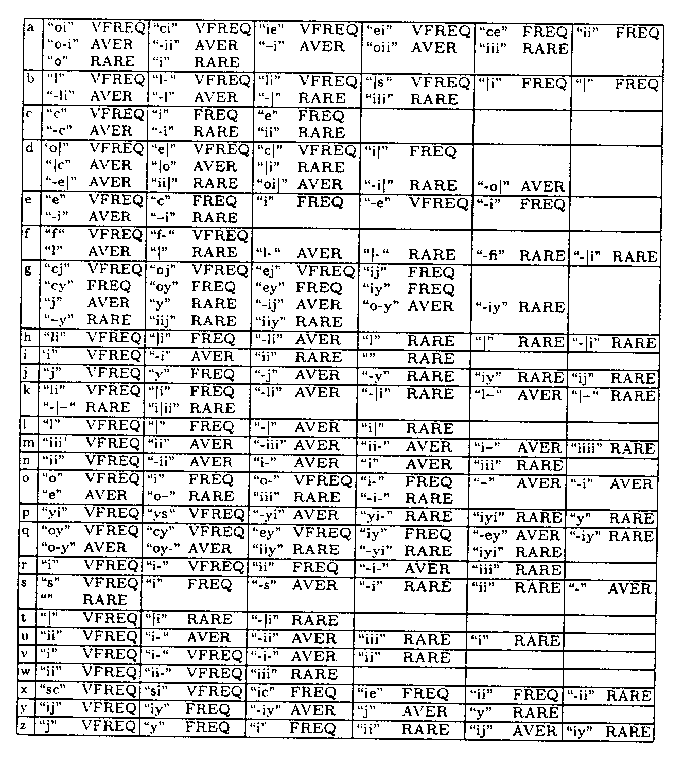 a "oi" VFREQ "ci" VFREQ "ie" VFREQ "ei" VFREQ "ce" FREQ "ii" FREQ
"o-i" AVER "-ii" AVER "-i" AVER "oii" AVER "iii" RARE
"o" RARE "i" RARE
b "l" VFREQ "l-" VFREQ "li" VFREQ "|s" VFREQ "|i" FREQ "|" FREQ
"-li" AVER "-l" AVER "-|" RARE "ili" RARE
c "c" VFREQ "i" FREQ "e" FREQ
"-c" AVER "-i" RARE "ii" RARE
d "o|" VFREQ "e|" VFREQ "c|" VFREQ "i|" FREQ
"|c" AVER "|o" AVER "|i" RARE
"-e|" AVER "ii|" RARE "oi|" RARE "-i|" RARE "-o|" AVER
e "e" VFREQ "c" FREQ "i" FREQ "-e" VFREQ "-i" FREQ
"-i" AVER "-i" RARE
f "f" VFREQ "f-" VFREQ
"l" AVER "|" RARE "l-" AVER "|-" RARE "-fi" RARE "-|i" RARE
g "cj" VFREQ "oj" VFREQ "ej" VFREQ "ij" FREQ
"cy" FREQ "oy" FREQ "ey" FREQ "iy" FREQ
"j" AVER "y" RARE "-ij" AVER "o-y" AVER "-iy" RARE
"-y" RARE "iij" RARE "iiy" RARE
h "li" VFREQ "|i" FREQ "-li" AVER "l" RARE "|" RARE "-|i" RARE
i "i" VFREQ "-i" AVER "ii" RARE "" RARE
j "j" VFREQ "y" FREQ "-j" AVER "-y" RARE "iy" RARE "ij" RARE
k "li" VFREQ "|i" FREQ "-li" AVER "-|i" RARE "l-" AVER "|-" RARE
"-|-" RARE "i|ii" RARE
l "l" VFREQ "|" FREQ "-|" AVER "i|" RARE
m "iii" VFREQ "ii" AVER "-iii" AVER "ii-" AVER "i-" AVER "iiii" RARE
n "ii" VFREQ "-ii" AVER "i-" AVER "i" AVER "iii" RARE
o "o" VFREQ "i" FREQ "o-" VFREQ "i-" FREQ "-" AVER "-i" AVER
"e" AVER "o-" RARE "iii" RARE "-i-" RARE
p "yi" VFREQ "ys" VFREQ "-yi" AVER "yi-" RARE "iyi" RARE "y" RARE
q "oy" VFREQ "cy" VFREQ "ey" VFREQ "iy" FREQ "-ey" AVER "-iy" RARE
"o-y" AVER "oy-" AVER "iiy" RARE "-yi" RARE "iyi" RARE
r "i" VFREQ "i-" VFREQ "ii" FREQ "-i-" AVER "iii" RARE
s "s" VFREQ "i" FREQ "-s" AVER "-i" RARE "ii" RARE "-" AVER
"" RARE
t "|" VFREQ "|i" RARE "-|i" RARE
u "ii" VFREQ "i-" AVER "-ii" AVER "iii" RARE "i" RARE
v "i" VFREQ "i-" VFREQ "-i-" AVER "ii" RARE
w "ii" VFREQ "ii-" VFREQ "iii" RARE
x "sc" VFREQ "si" VFREQ "ic" FREQ "ie" FREQ "ii" FREQ "-ii" RARE
y "ij" VFREQ "iy" FREQ "-iy" AVER "j" AVER "y" RARE
z "j" VFREQ "y" FREQ "i" FREQ "ii" RARE "ij" AVER "iy" RARE